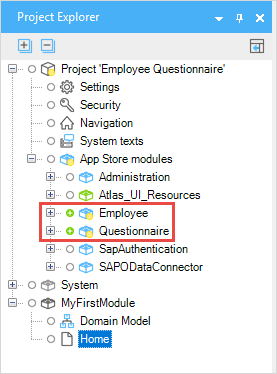 Project Explorer
Project 'Employee Questionnaire'
Settings
Security
Navigation
System texts
App Store modules
Administration
Atlas_UI_Resources
Employee
Questionnaire
SapAuthentication
SAPODataConnector
System
MyFirstModule
Domain Model
Home